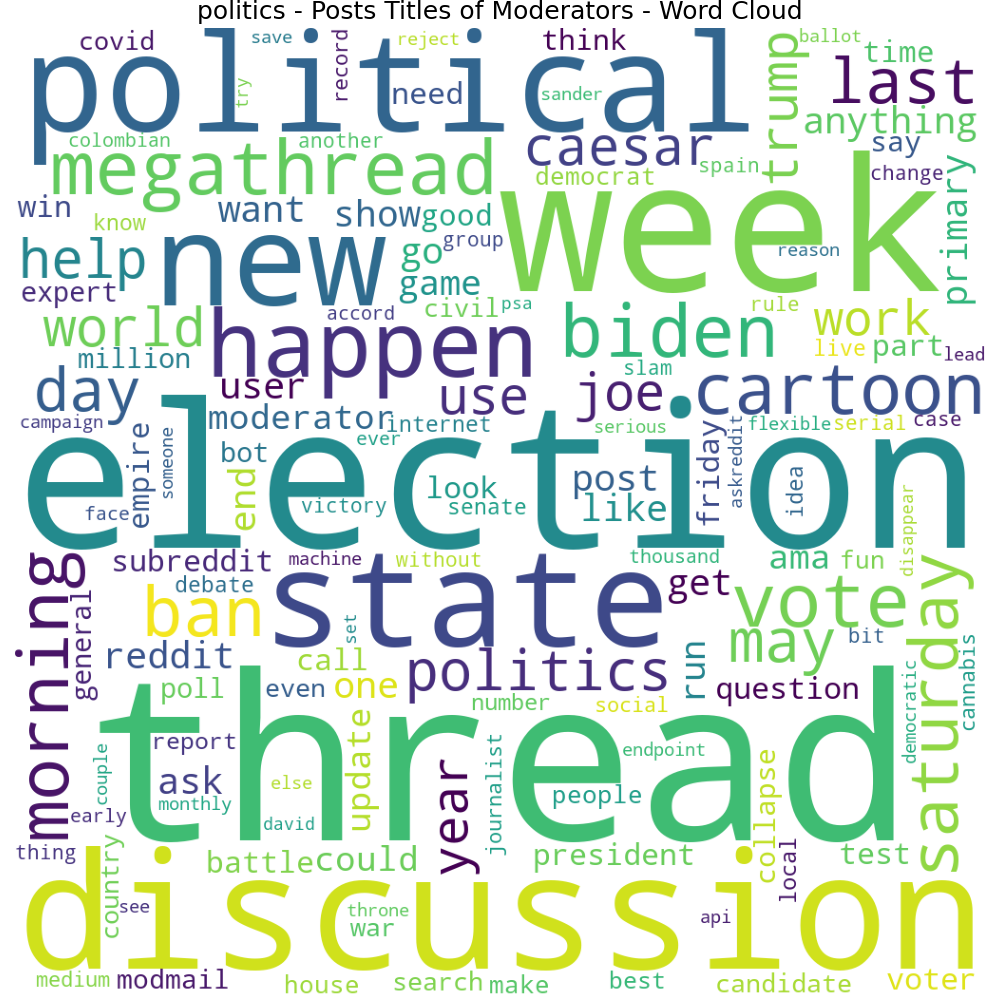 politics - Posts Titles of Moderators - Word Cloud
covid
save
record
reject
think
ballot
time
political
try
need
sander
trump
last
anything
colombian
another
caesar
say
megathread
democrat
spain
change
primary
win
know
want
show
good
week
help
new
go
group
reason
expert
game
accord
civil
psa
rule
world
million
happen
biden
work
live
part
lead
slam
day
user
use
joe
cartoon
campaign
moderator
internet
serious
flexible
serial
case
empire
someone
bot
ever
friday
askreddit
election
face
end
victory
look
senate
post
like
idea
disappear
morning
subreddit
machine
without
thousand
ama
fun
general
debate
state
get
ban
set
vote
saturday
reddit
call
politics
may
bit
run
cannabis
poll
even
one
number
social
question
democratic
thread
couple
report
update
year
journalist
endpoint
ask
else
people
collapse
monthly
early
david
thing
country
battle
could
president
local
test
discussion
see
throne
war
api
medium
modmail
house
search
make
best
candidate
voter